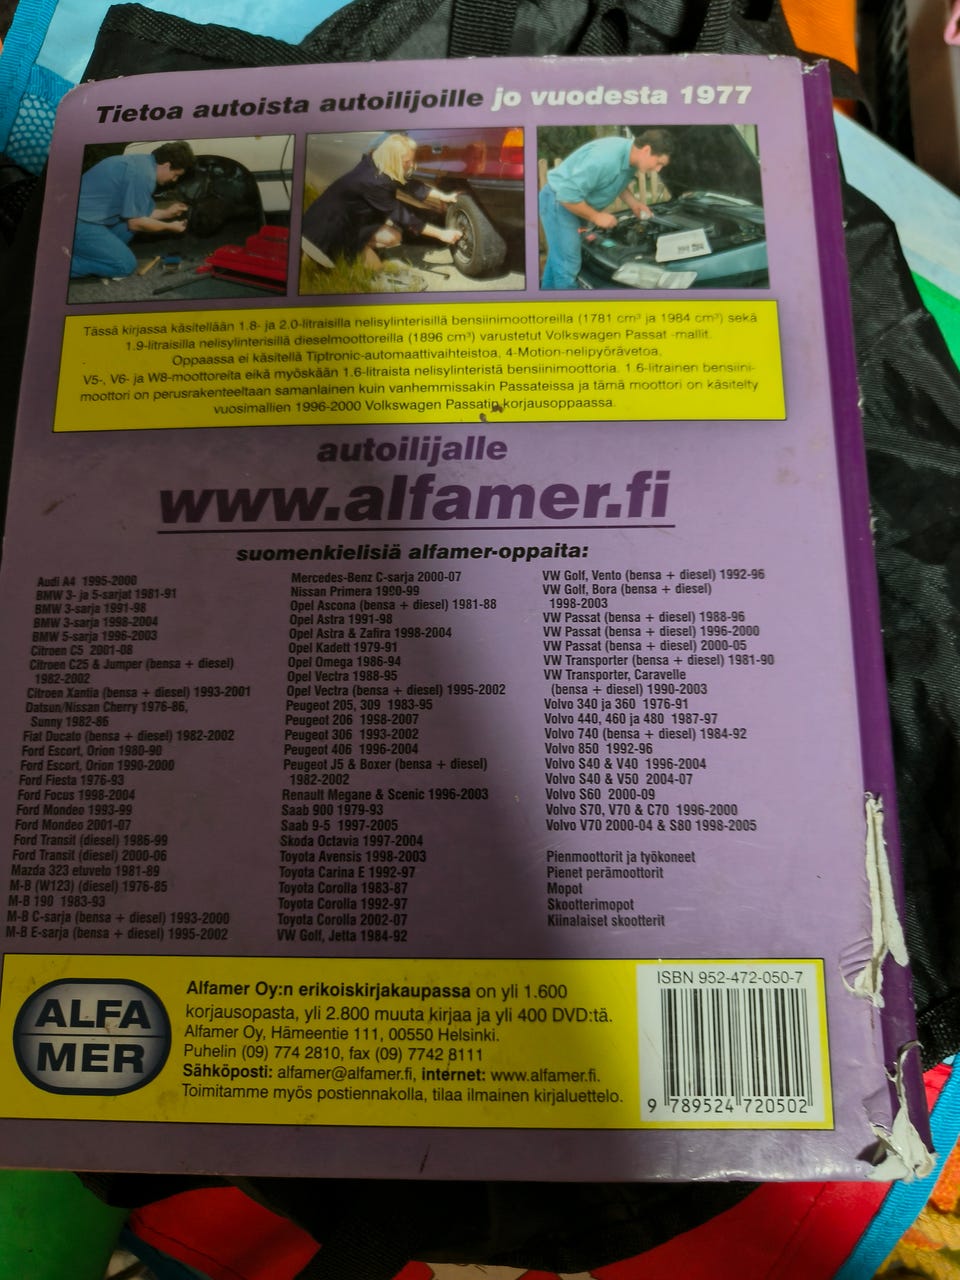 Tietoa autoista autoilijoille jo vuodesta 1977
Tässä kirjassa käsitellään 1.8- ja 2.0-litraisilla nelisylinterisillä bensiinimoottoreilla (1781 cm³ ja 1984 cm³) sekä
1.9-litraisilla nelisylinterisillä dieselmoottoreilla (1896 cm³) varustetut Volkswagen Passat -mallit.
Oppaassa ei käsitellä Tiptronic-automaattivaihteistoa, 4-Motion-nelipyörävetoa,
V5-, V6- ja W8-moottoreita eikä myöskään 1.6-litraista nelisylinteristä bensiinimoottoria. 1.6-litrainen bensiini-
moottori on perusrakenteeltaan samanlainen kuin vanhemmissakin Passateissa ja tämä moottori on käsitelty
vuosimallien 1996-2000 Volkswagen Passatin korjausoppaassa.
autoilijalle
www.alfamer.fi
suomenkielisiä alfamer-oppaita:
Audi A4 1995-2000
BMW 3- ja 5-sarjat 1981-91
BMW 3-sarja 1991-98
BMW 3-sarja 1998-2004
BMW 5-sarja 1996-2003
Citroen C5 2001-08
Citroen C25 & Jumper (bensa + diesel)
1982-2002
Citroen Xantia (bensa + diesel) 1993-2001
Datsun/Nissan Cherry 1976-86,
Sunny 1982-86
Fiat Ducato (bensa + diesel) 1982-2002
Ford Escort, Orion 1980-90
Ford Escort, Orion 1990-2000
Ford Fiesta 1976-93
Ford Focus 1998-2004
Ford Mondeo 1993-99
Ford Mondeo 2001-07
Ford Transit (diesel) 1986-99
Ford Transit (diesel) 2000-06
Mazda 323 etuveto 1981-89
M-B (W123) (diesel) 1976-85
M-B 190 1983-93
M-B C-sarja (bensa + diesel) 1993-2000
M-B E-sarja (bensa + diesel) 1995-2002
Mercedes-Benz C-sarja 2000-07
Nissan Primera 1990-99
Opel Ascona (bensa + diesel) 1981-88
Opel Astra 1991-98
Opel Astra & Zafira 1998-2004
Opel Kadett 1979-91
Opel Omega 1986-94
Opel Vectra 1988-95
Opel Vectra (bensa + diesel) 1995-2002
Peugeot 205, 309 1983-95
Peugeot 206 1998-2007
Peugeot 306 1993-2002
Peugeot 406 1996-2004
Peugeot J5 & Boxer (bensa + diesel)
1982-2002
Renault Megane & Scenic 1996-2003
Saab 900 1979-93
Saab 9-5 1997-2005
Skoda Octavia 1997-2004
Toyota Avensis 1998-2003
Toyota Carina E 1992-97
Toyota Corolla 1983-87
Toyota Corolla 1992-97
Toyota Corolla 2002-07
VW Golf, Jetta 1984-92
VW Golf, Vento (bensa + diesel) 1992-96
VW Golf, Bora (bensa + diesel)
1998-2003
VW Passat (bensa + diesel) 1988-96
VW Passat (bensa + diesel) 1996-2000
VW Passat (bensa + diesel) 2000-05
VW Transporter (bensa + diesel) 1981-90
VW Transporter, Caravelle
(bensa + diesel) 1990-2003
Volvo 340 ja 360 1976-91
Volvo 440, 460 ja 480 1987-97
Volvo 740 (bensa + diesel) 1984-92
Volvo 850 1992-96
Volvo S40 & V40 1996-2004
Volvo S40 & V50 2004-07
Volvo S60 2000-09
Volvo S70, V70 & C70 1996-2000
Volvo V70 2000-04 & S80 1998-2005
Pienmoottorit ja työkoneet
Pienet perämoottorit
Mopot
Skootterimopot
Kiinalaiset skootterit
ALFA
MER
Alfamer Oy:n erikoiskirjakaupassa on yli 1.600
korjausopasta, yli 2.800 muuta kirjaa ja yli 400 DVD:tä.
Alfamer Oy, Hämeentie 111, 00550 Helsinki.
Puhelin (09) 774 2810, fax (09) 7742 8111
Sähköposti: alfamer@alfamer.fi, internet: www.alfamer.fi.
Toimitamme myös postiennakolla, tilaa ilmainen kirjaluettelo.
ISBN 952-472-050-7
9 789524 720502